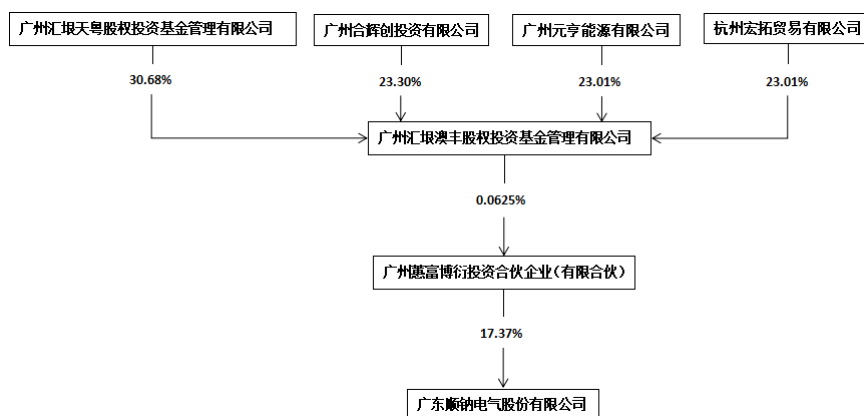 广州汇垠天粤股权投资基金管理有限公司
广州合辉创投资有限公司
广州元亨能源有限公司
杭州宏拓贸易有限公司
30.68%
23.30%
23.01%
23.01%
广州汇垠澳丰股权投资基金管理有限公司
0.0625%
广州蕙富博衍投资合伙企业(有限合伙)
17.37%
广东顺钠电气股份有限公司